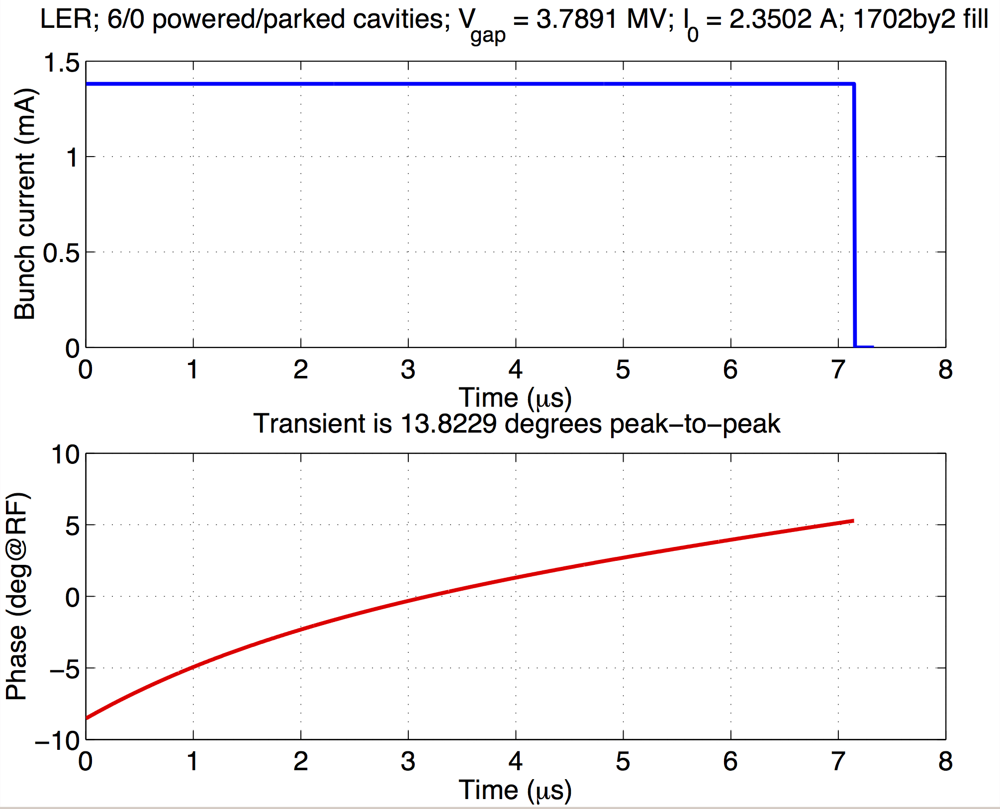 LER; 6/0 powered/parked cavities; Vgap = 3.7891 MV; I0 = 2.3502 A; 1702by2 fill
1.5
1
0.5
0
Bunch current (mA)
0 1 2 3 4 5 6 7 8
Time (μs)
Transient is 13.8229 degrees peak−to−peak
10
5
0
−5
−10
Phase (deg@RF)
0 1 2 3 4 5 6 7 8
Time (μs)